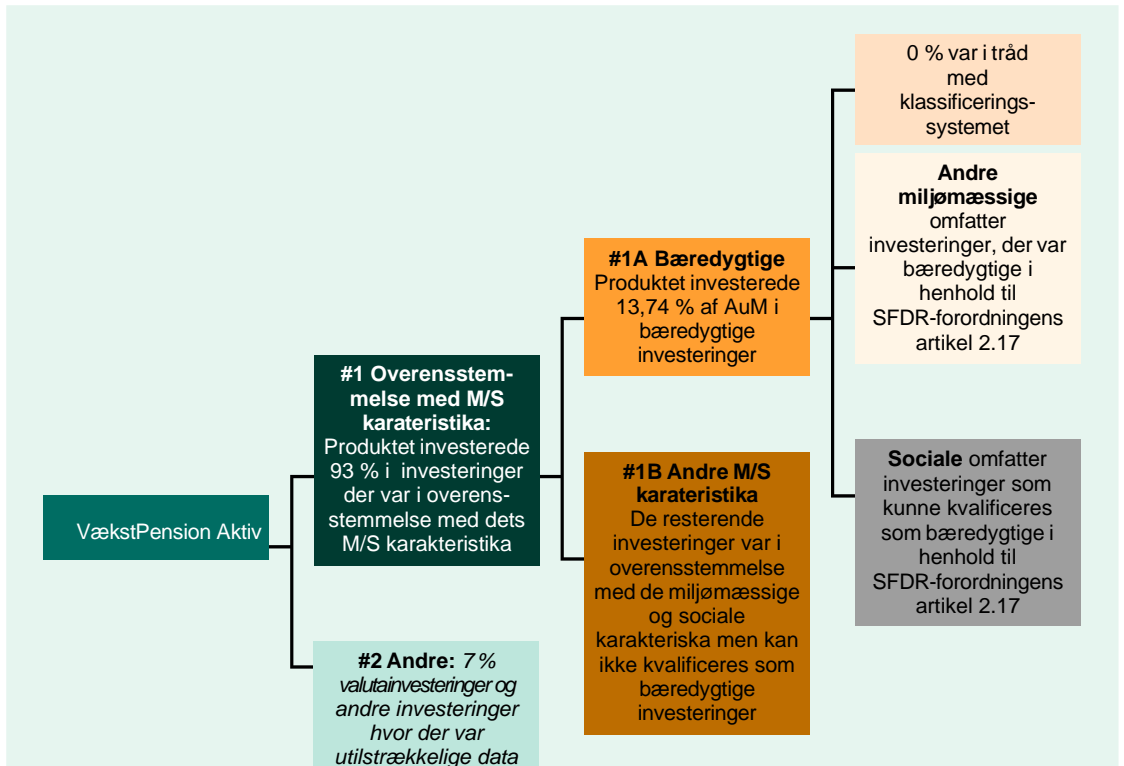 VækstPension Aktiv
#1 Overensstem-
melse med M/S
karateristika:
Produktet investerede
93 % i investeringer
der var i overens-
stemmelse med dets
M/S karakteristika
#2 Andre: 7 %
valutainvesteringer og
andre investeringer
hvor der var
utilstrækkelige data
#1A Bæredygtige
Produktet investerede
13,74 % af AuM i
bæredygtige
investeringer
#1B Andre M/S
karateristika
De resterende
investeringer var i
overensstemmelse
med de miljømæssige
og sociale
karakteriska men kan
ikke kvalificeres som
bæredygtige
investeringer
0 % var i tråd
med
klassificerings-
systemet
Andre
miljømæssige
omfatter
investeringer, der var
bæredygtige i
henhold til
SFDR-forordningens
artikel 2.17
Sociale omfatter
investeringer som
kunne kvalificeres
som bæredygtige i
henhold til
SFDR-forordningens
artikel 2.17